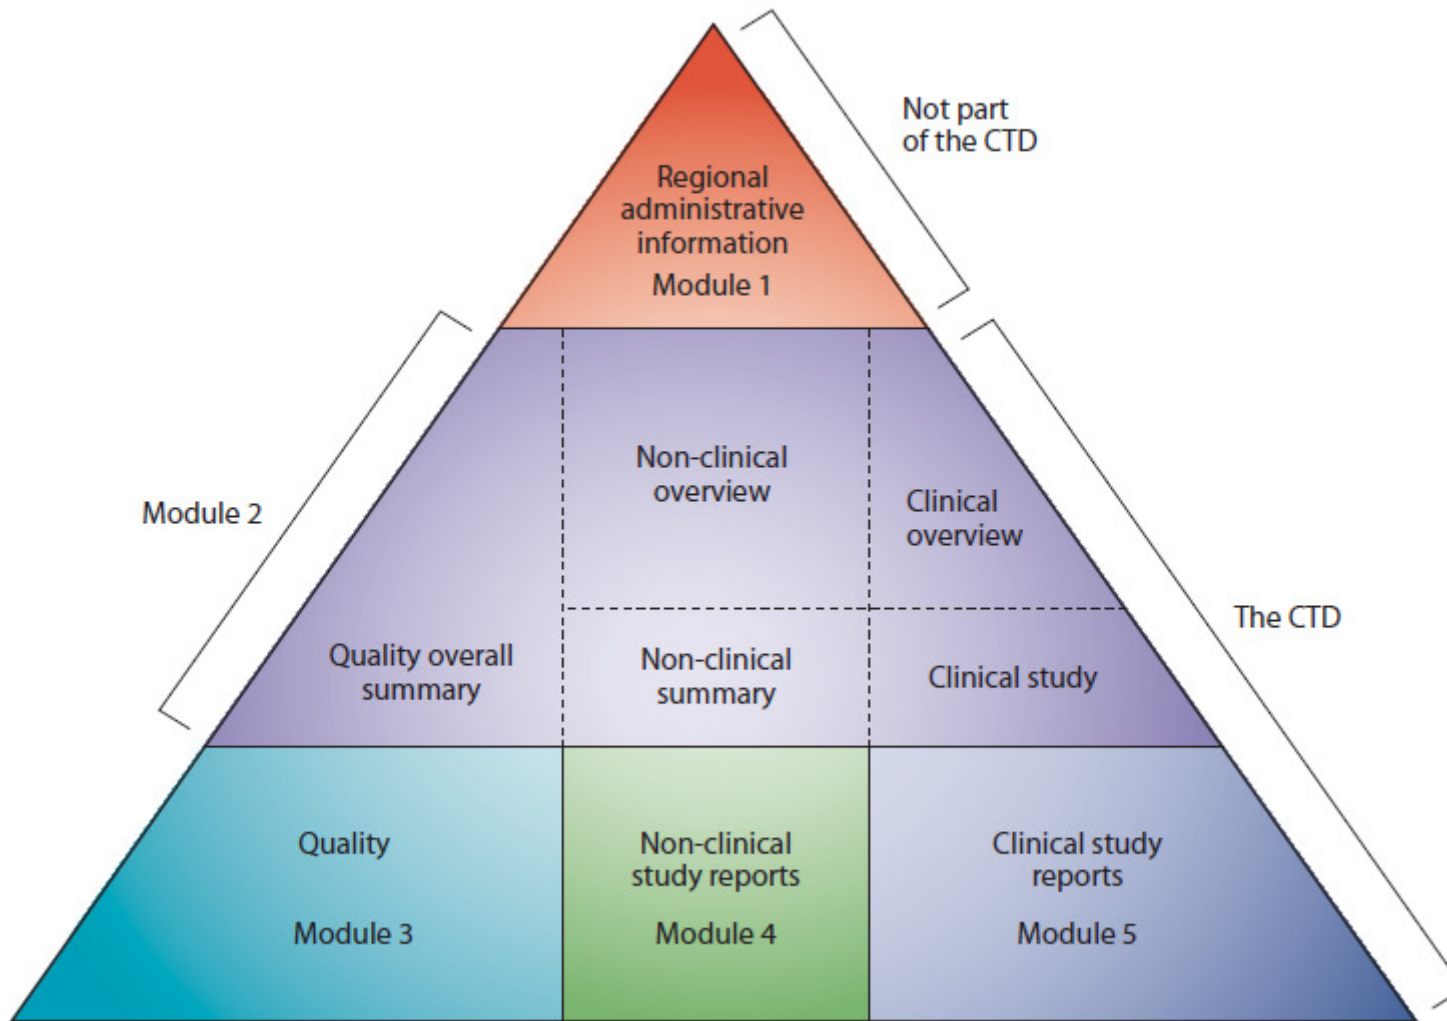 Not part
of the CTD
Regional
administrative
information
Module 1
Module 2
Non-clinical
overview
Clinical
overview
The CTD
Quality overall
summary
Non-clinical
summary
Clinical study
Quality
Module 3
Non-clinical
study reports
Module 4
Clinical study
reports
Module 5